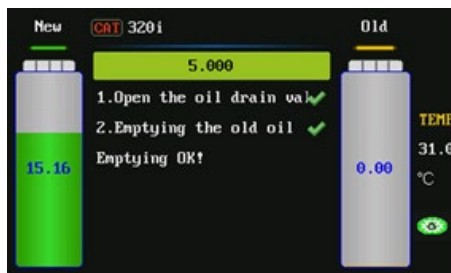 New
CAT 320i
Old
5.000
1.Open the oil drain val
2.Emptying the old oil
Emptying OK!
15.16
0.00
TEMP
31.0
°C